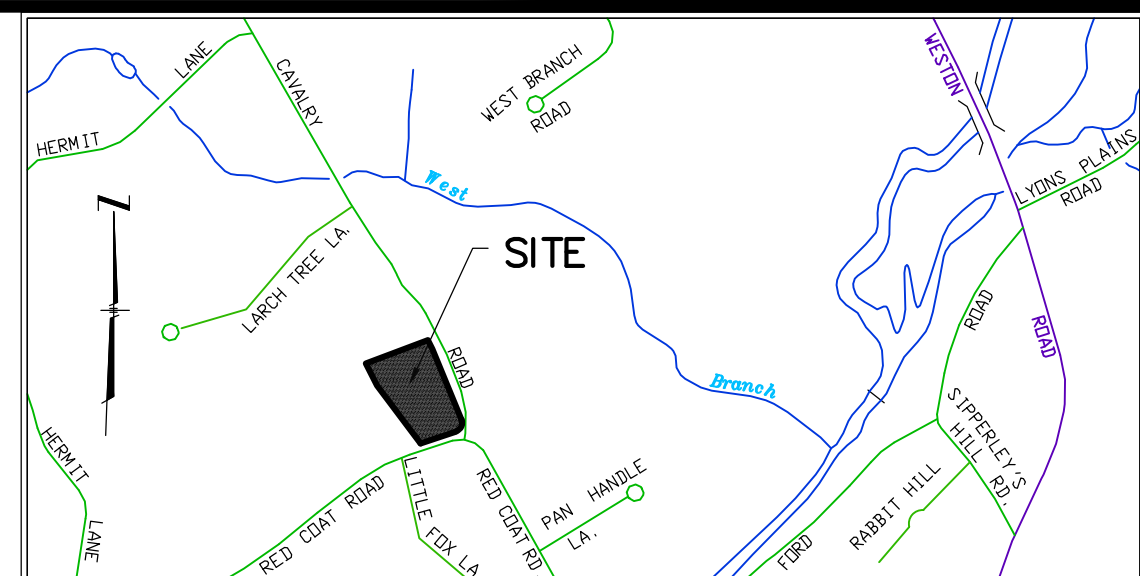 HERMIT LANE
CAVALRY ROAD
WEST BRANCH
ROAD
WESTON ROAD
LYONS PLAINS
ROAD
West Branch
N
LARCH TREE LA.
SITE
ROAD
HERMIT LANE
SIPPERLEY'S
HILL RD.
RED COAT ROAD
LITTLE FOX LA
RED COAT RD
PAN HANDLE
LA.
RABBIT HILL
FORD